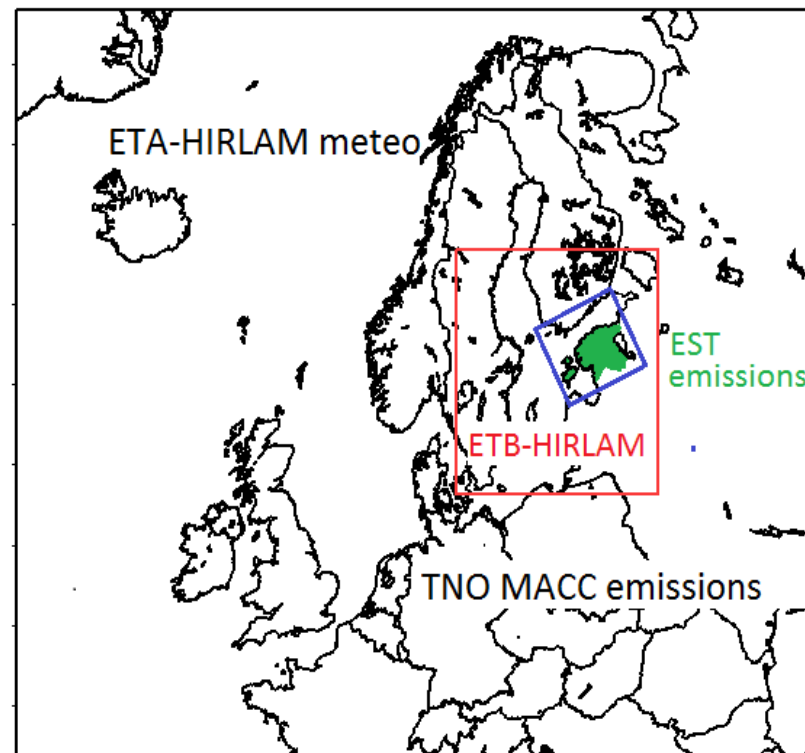 ETA-HIRLAM meteo
EST
emissions
ETB-HIRLAM
TNO MACC emissions